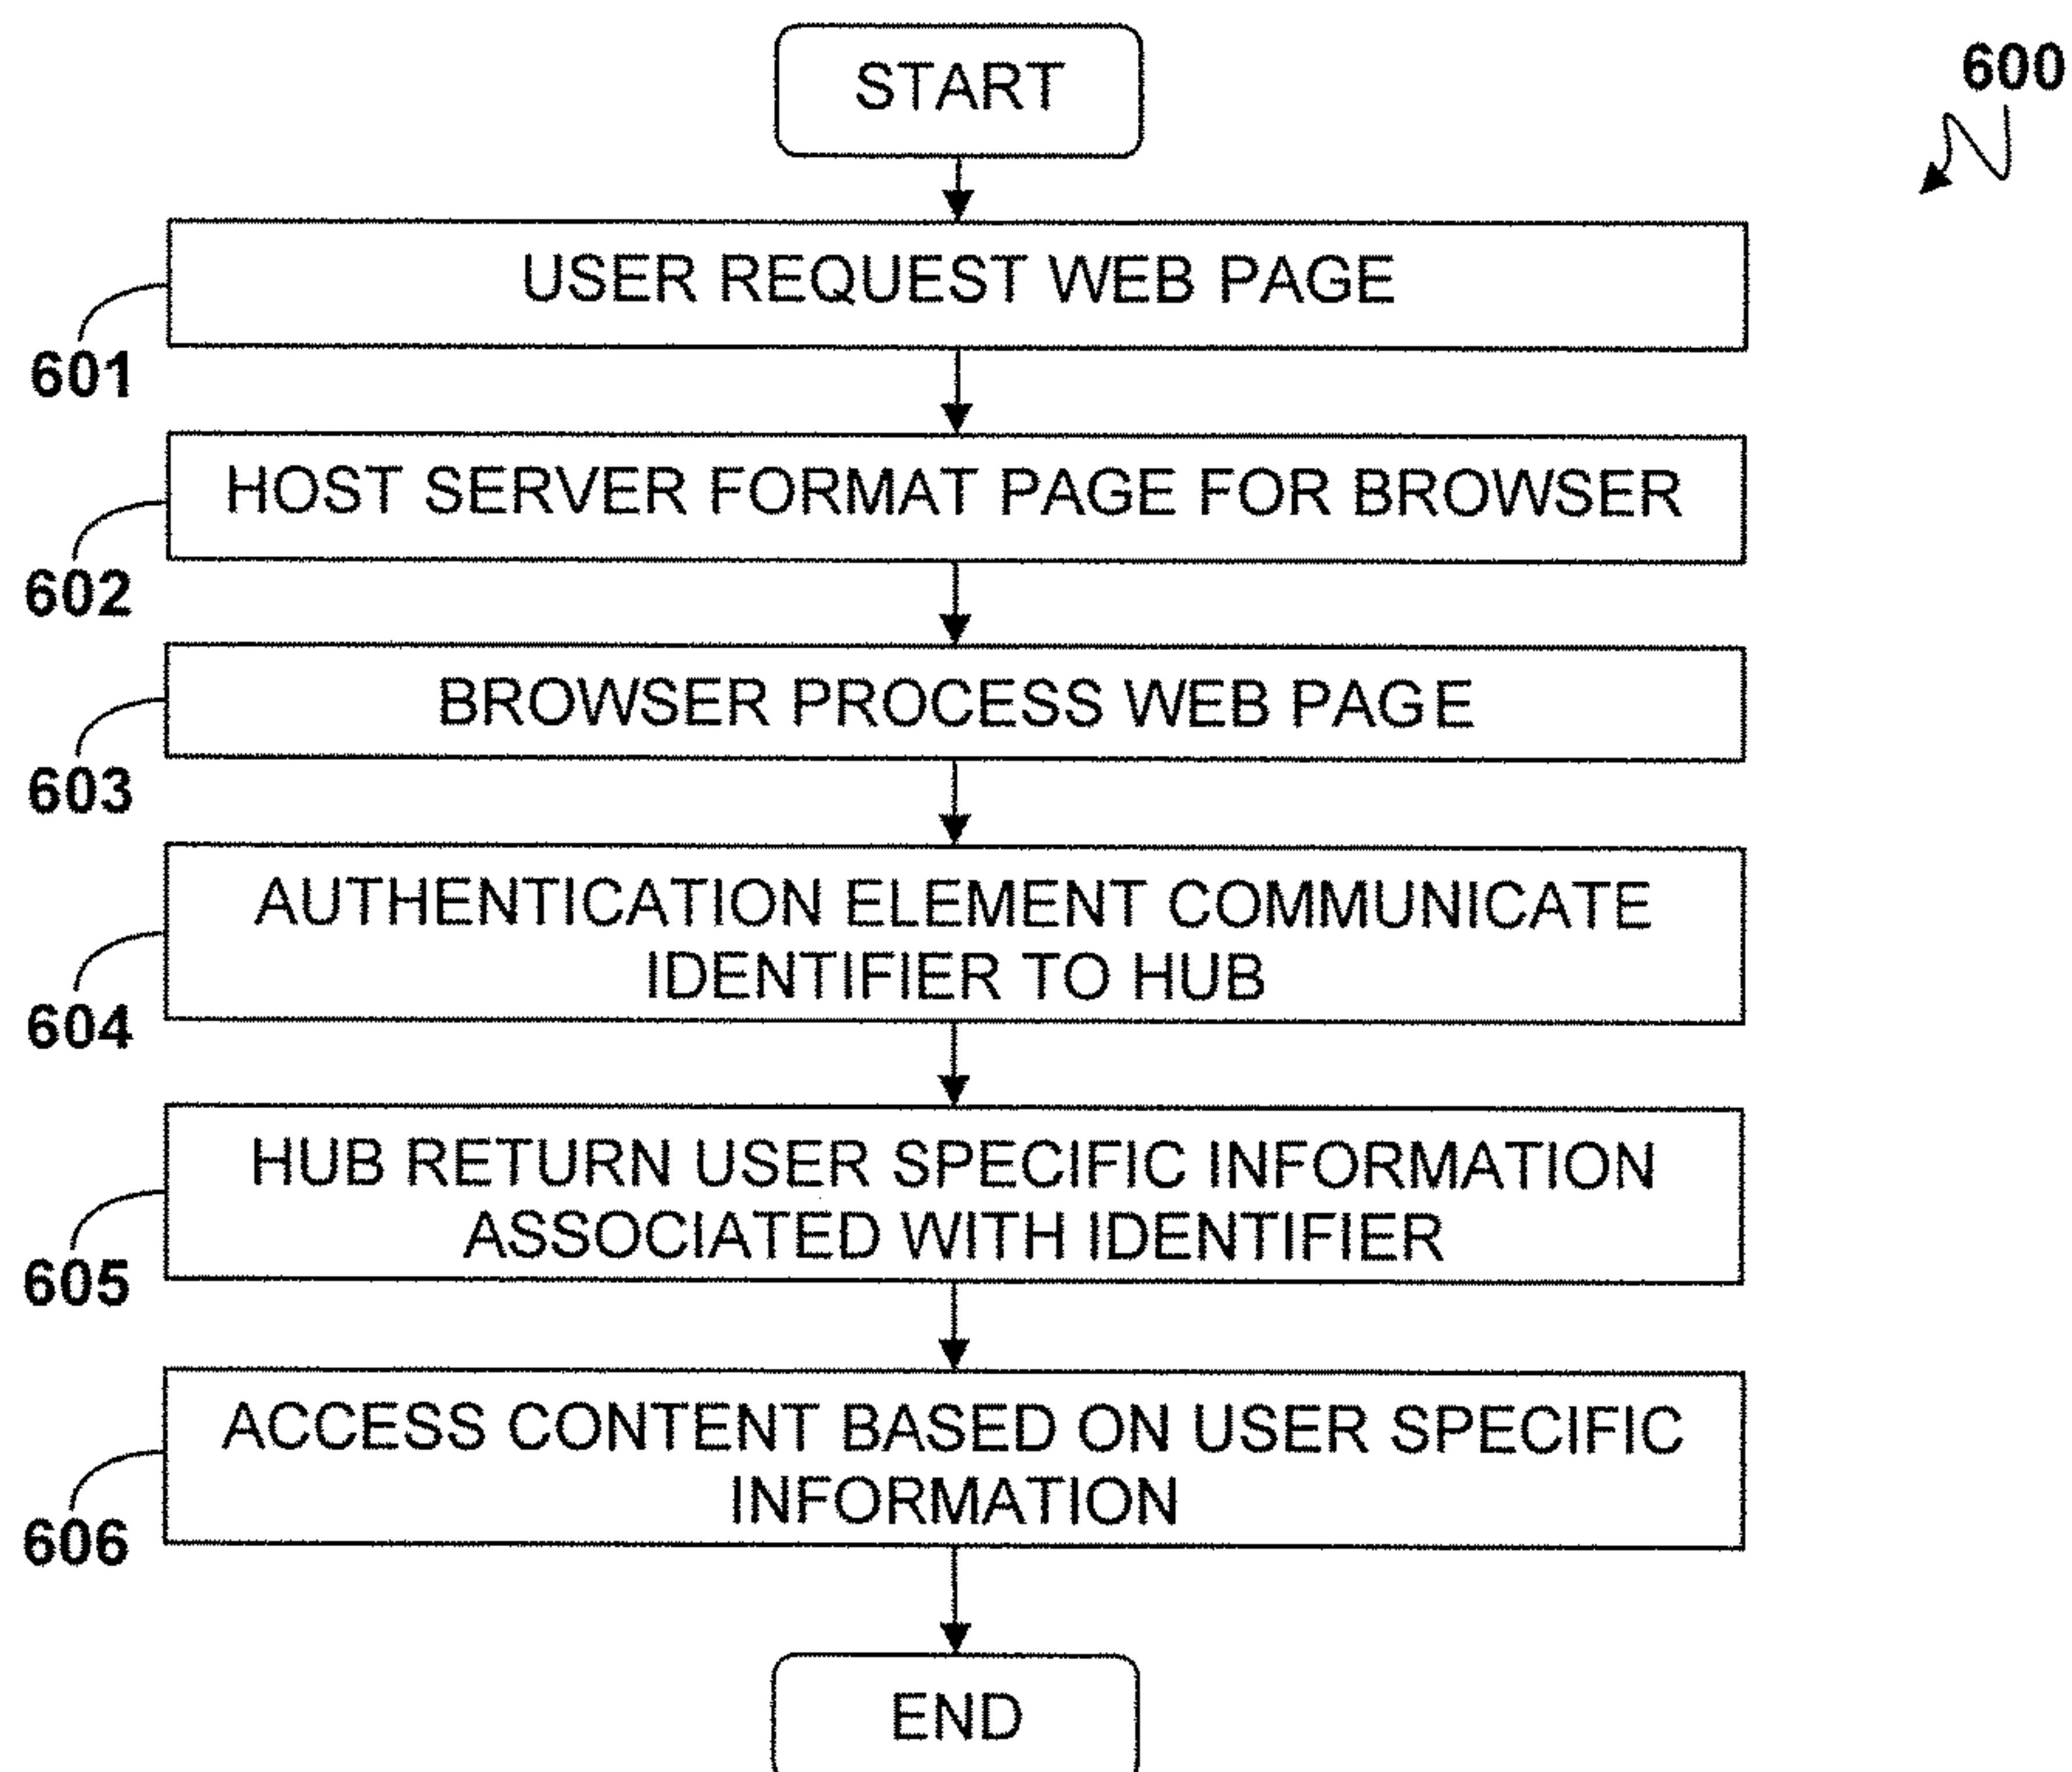 START
600
USER REQUEST WEB PAGE
601
HOST SERVER FORMAT PAGE FOR BROWSER
602
BROWSER PROCESS WEB PAGE
603
AUTHENTICATION ELEMENT COMMUNICATE
IDENTIFIER TO HUB
604
HUB RETURN USER SPECIFIC INFORMATION
ASSOCIATED WITH IDENTIFIER
605
ACCESS CONTENT BASED ON USER SPECIFIC
INFORMATION
606
END